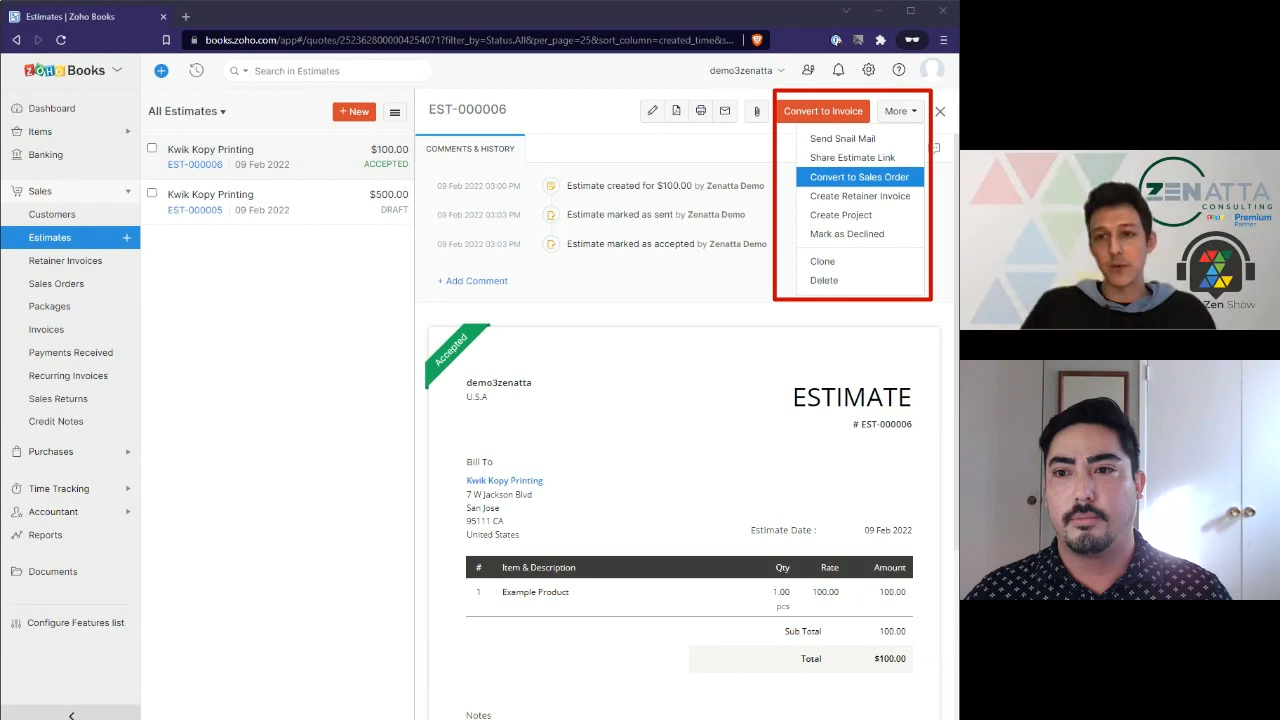 Estimates | Zoho Books
books.zoho.com/app#/quotes/2523628000004254071?filter_by=Status.All&per_page=25&sort_column=created_time&s...
ZOHO Books
Search in Estimates
demo3zenatta
Dashboard
Items
Banking
Sales
Customers
Estimates
Retainer Invoices
Sales Orders
Packages
Invoices
Payments Received
Recurring Invoices
Sales Returns
Credit Notes
Purchases
Time Tracking
Accountant
Reports
Documents
Configure Features list
All Estimates
+ New
Kwik Kopy Printing $100.00
EST-000006 09 Feb 2022 ACCEPTED
Kwik Kopy Printing $500.00
EST-000005 09 Feb 2022 DRAFT
EST-000006
Convert to Invoice
More
Send Snail Mail
Share Estimate Link
Convert to Sales Order
Create Retainer Invoice
Create Project
Mark as Declined
Clone
Delete
COMMENTS & HISTORY
09 Feb 2022 03:00 PM Estimate created for $100.00 by Zenatta Demo
09 Feb 2022 03:03 PM Estimate marked as sent by Zenatta Demo
09 Feb 2022 03:03 PM Estimate marked as accepted by Zenatta Demo
+ Add Comment
Accepted
demo3zenatta
U.S.A
ESTIMATE
# EST-000006
Bill To
Kwik Kopy Printing
7 W Jackson Blvd
San Jose
95111 CA
United States
Estimate Date : 09 Feb 2022
# Item & Description Qty Rate Amount
1 Example Product 1.00 100.00 100.00
pcs
Sub Total 100.00
Total $100.00
Notes
ZENATTA
CONSULTING
Premium
Partner
Zen Show